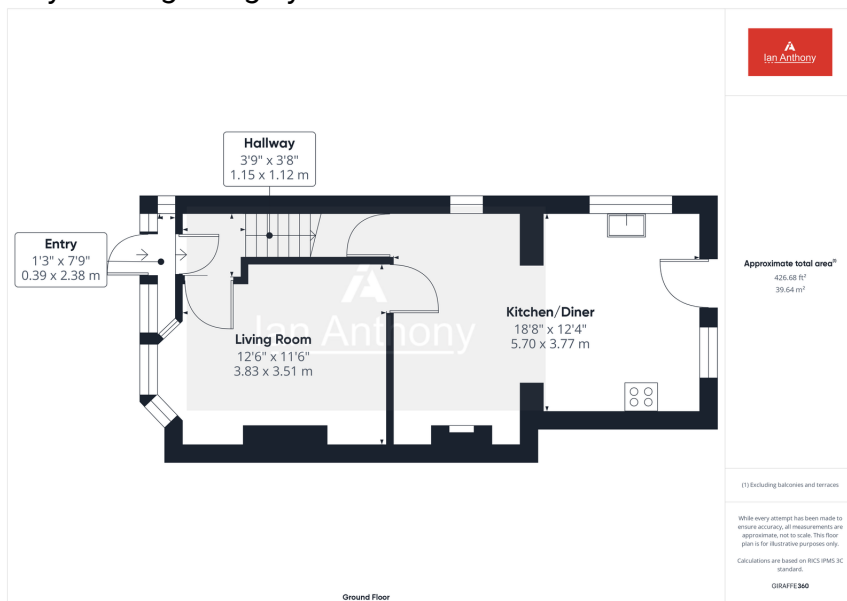 Ian Anthony
Hallway
3'9" x 3'8"
1.15 x 1.12 m
Entry
1'3" x 7'9"
0.39 x 2.38 m
Kitchen/Diner
18'8" x 12'4"
5.70 x 3.77 m
Ian Anthony
Living Room
12'6" x 11'6"
3.83 x 3.51 m
Approximate total area⁽¹⁾
426.68 ft²
39.64 m²
(1) Excluding balconies and terraces
While every attempt has been made to
ensure accuracy, all measurements are
approximate, not to scale. This floor
plan is for illustrative purposes only.
Calculations are based on RICS IPMS 3C
standard.
GIRAFFE360
Ground Floor